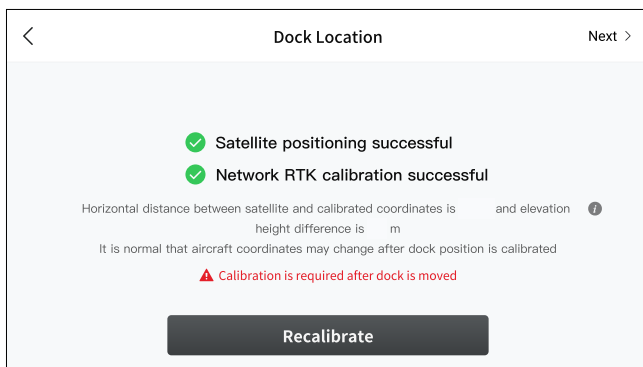 Dock Location
Next >
Satellite positioning successful
Network RTK calibration successful
Horizontal distance between satellite and calibrated coordinates is and elevation i
height difference is m
It is normal that aircraft coordinates may change after dock position is calibrated
Calibration is required after dock is moved
Recalibrate